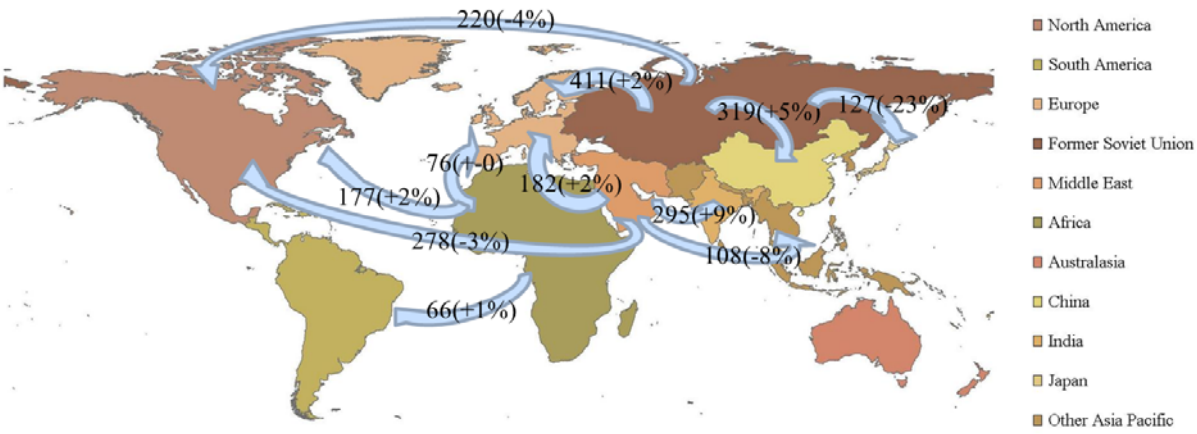 220(-4%)
411(+2%)
319(+5%)
127(-23%)
76(+-0)
177(+2%)
182(+2%)
295(+9%)
278(-3%)
108(-8%)
66(+1%)
North America
South America
Europe
Former Soviet Union
Middle East
Africa
Australasia
China
India
Japan
Other Asia Pacific